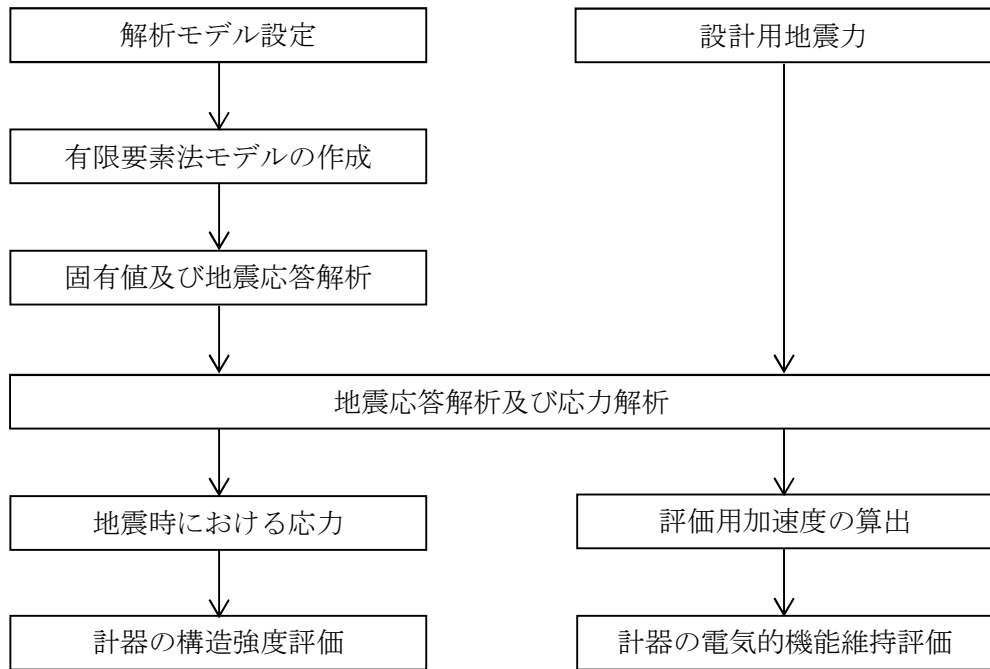 解析モデル設定
設計用地震力
有限要素法モデルの作成
固有値及び地震応答解析
地震応答解析及び応力解析
地震時における応力
評価用加速度の算出
計器の構造強度評価
計器の電気的機能維持評価